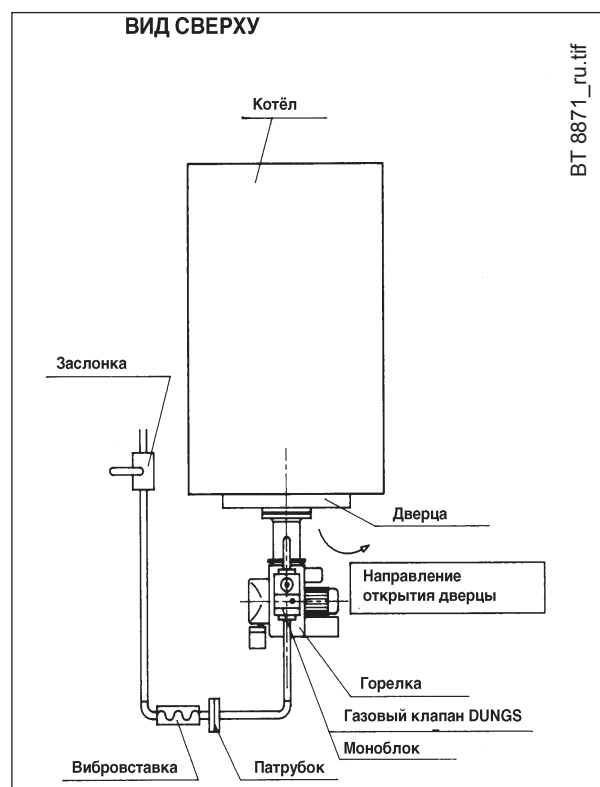 ВИД СВЕРХУ
BT 8871_ru.tif
Котёл
Заслонка
Дверца
Направление
открытия дверцы
Горелка
Газовый клапан DUNGS
Моноблок
Вибровставка
Патрубок